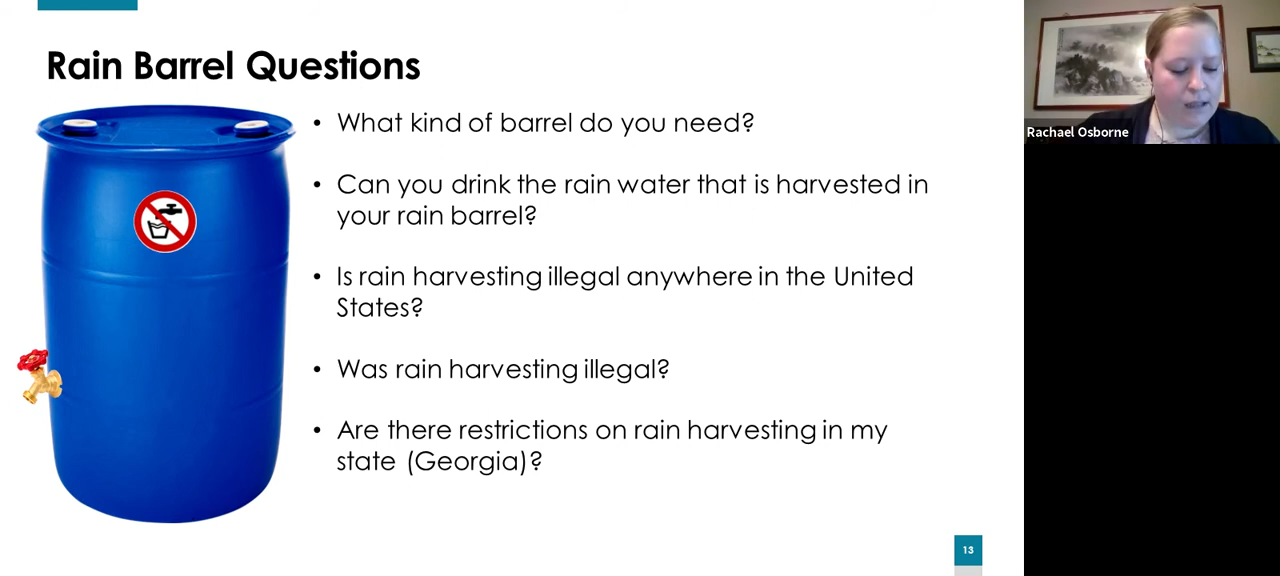 Rain Barrel Questions
• What kind of barrel do you need?
• Can you drink the rain water that is harvested in
your rain barrel?
• Is rain harvesting illegal anywhere in the United
States?
• Was rain harvesting illegal?
• Are there restrictions on rain harvesting in my
state (Georgia)?
13
Rachael Osborne